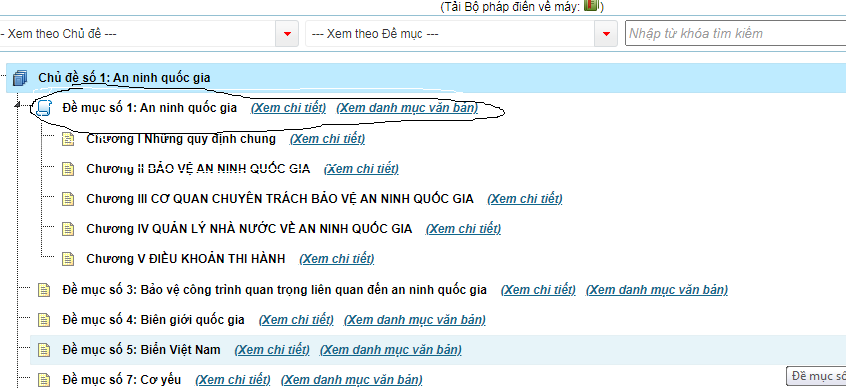 (Tải Bộ pháp điển về máy: )
- Xem theo Chủ đề --- --- Xem theo Đề mục --- Nhập từ khóa tìm kiếm
Chủ đề số 1: An ninh quốc gia
Đề mục số 1: An ninh quốc gia (Xem chi tiết) (Xem danh mục văn bản)
Chương I Những quy định chung (Xem chi tiết)
Chương II BẢO VỆ AN NINH QUỐC GIA (Xem chi tiết)
Chương III CƠ QUAN CHUYÊN TRÁCH BẢO VỆ AN NINH QUỐC GIA (Xem chi tiết)
Chương IV QUẢN LÝ NHÀ NƯỚC VỀ AN NINH QUỐC GIA (Xem chi tiết)
Chương V ĐIỀU KHOẢN THI HÀNH (Xem chi tiết)
Đề mục số 3: Bảo vệ công trình quan trọng liên quan đến an ninh quốc gia (Xem chi tiết) (Xem danh mục văn bản)
Đề mục số 4: Biên giới quốc gia (Xem chi tiết) (Xem danh mục văn bản)
Đề mục số 5: Biển Việt Nam (Xem chi tiết) (Xem danh mục văn bản)
Đề mục số 7: Cơ yếu (Xem chi tiết) (Xem danh mục văn bản)
Đề mục số